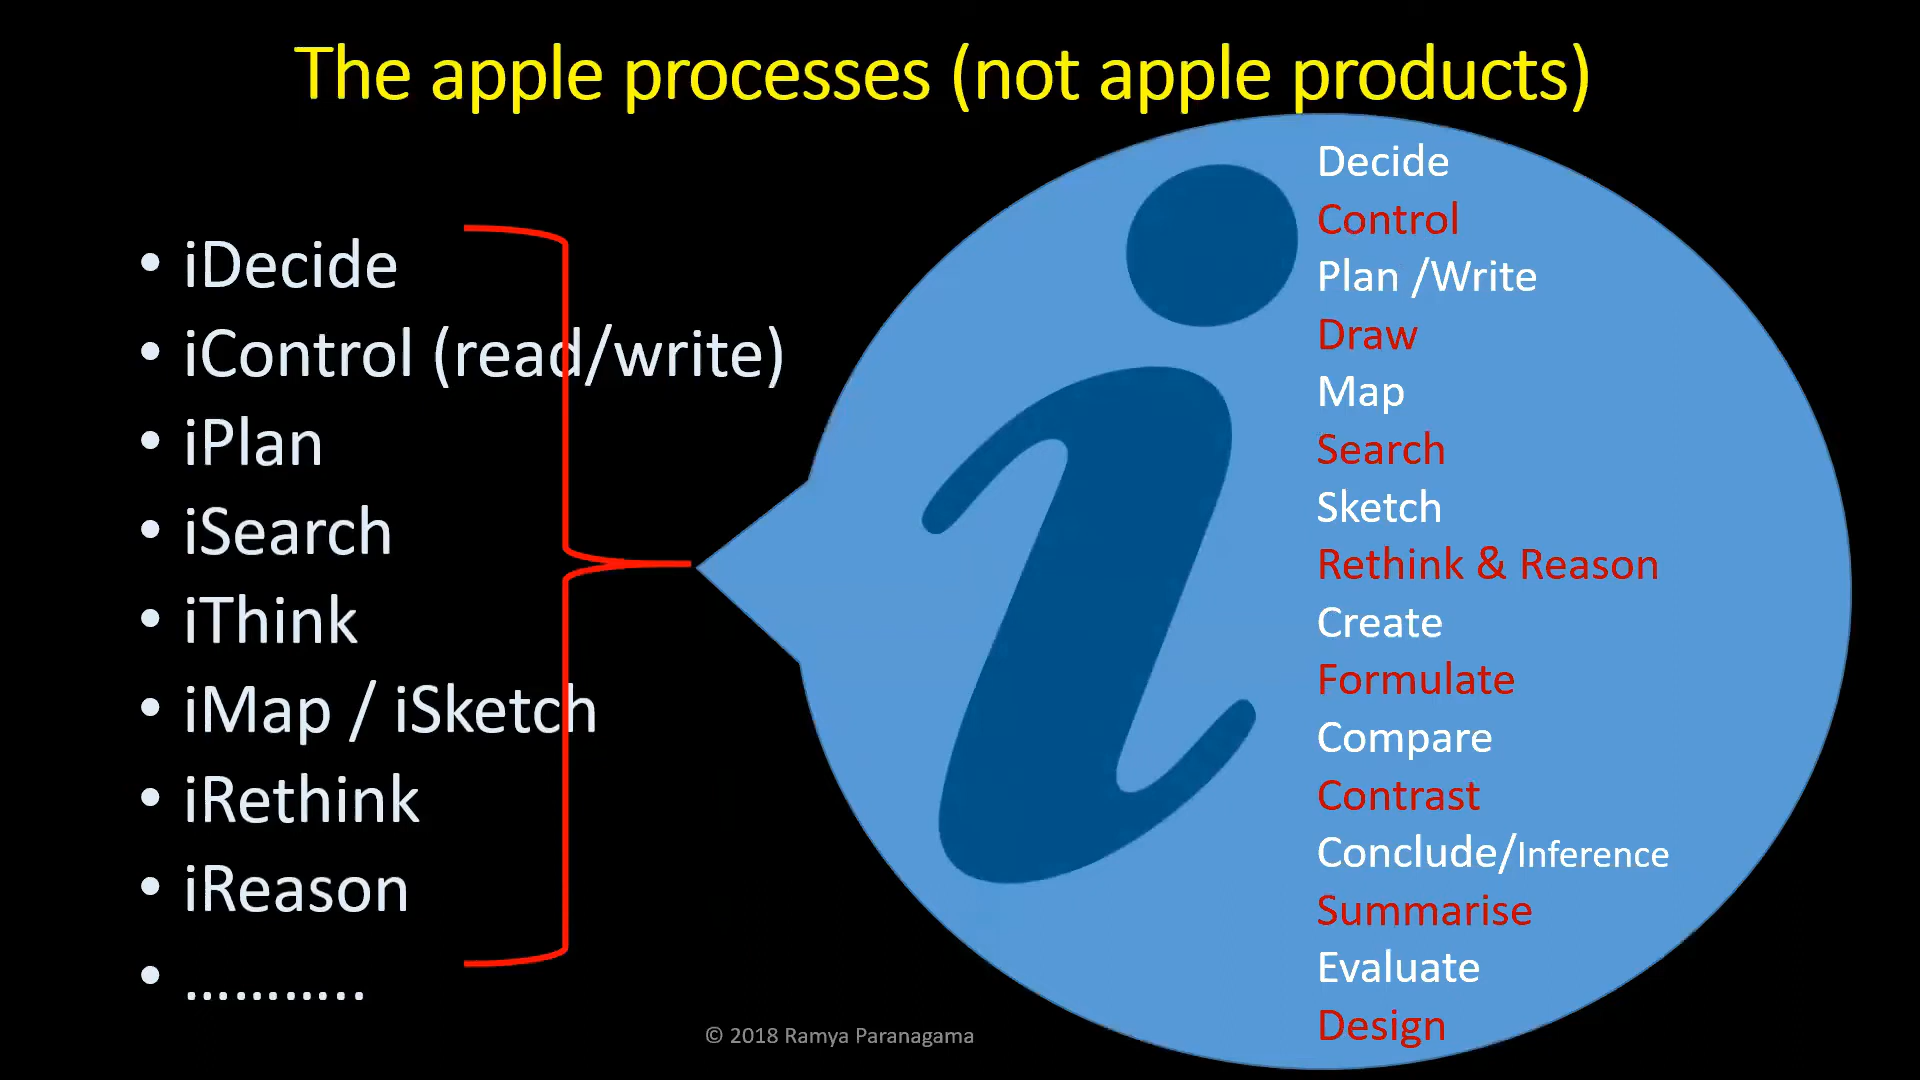 The apple processes (not apple products)
• iDecide
• iControl (read/write)
• iPlan
• iSearch
• iThink
• iMap / iSketch
• iRethink
• iReason
• ………..
i
Decide
Control
Plan /Write
Draw
Map
Search
Sketch
Rethink & Reason
Create
Formulate
Compare
Contrast
Conclude/Inference
Summarise
Evaluate
Design
© 2018 Ramya Paranagama